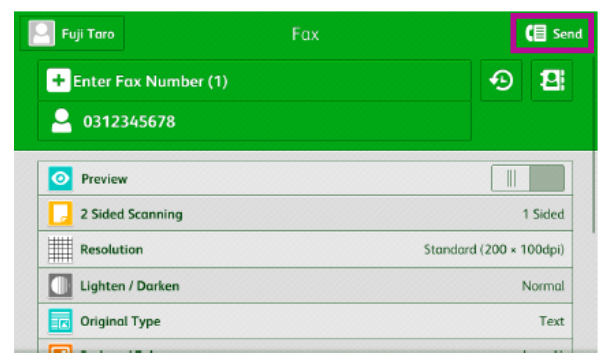 Fuji Taro
Fax
Send
Enter Fax Number (1)
0312345678
Preview
2 Sided Scanning 1 Sided
Resolution Standard (200 × 100dpi)
Lighten / Darken Normal
Original Type Text